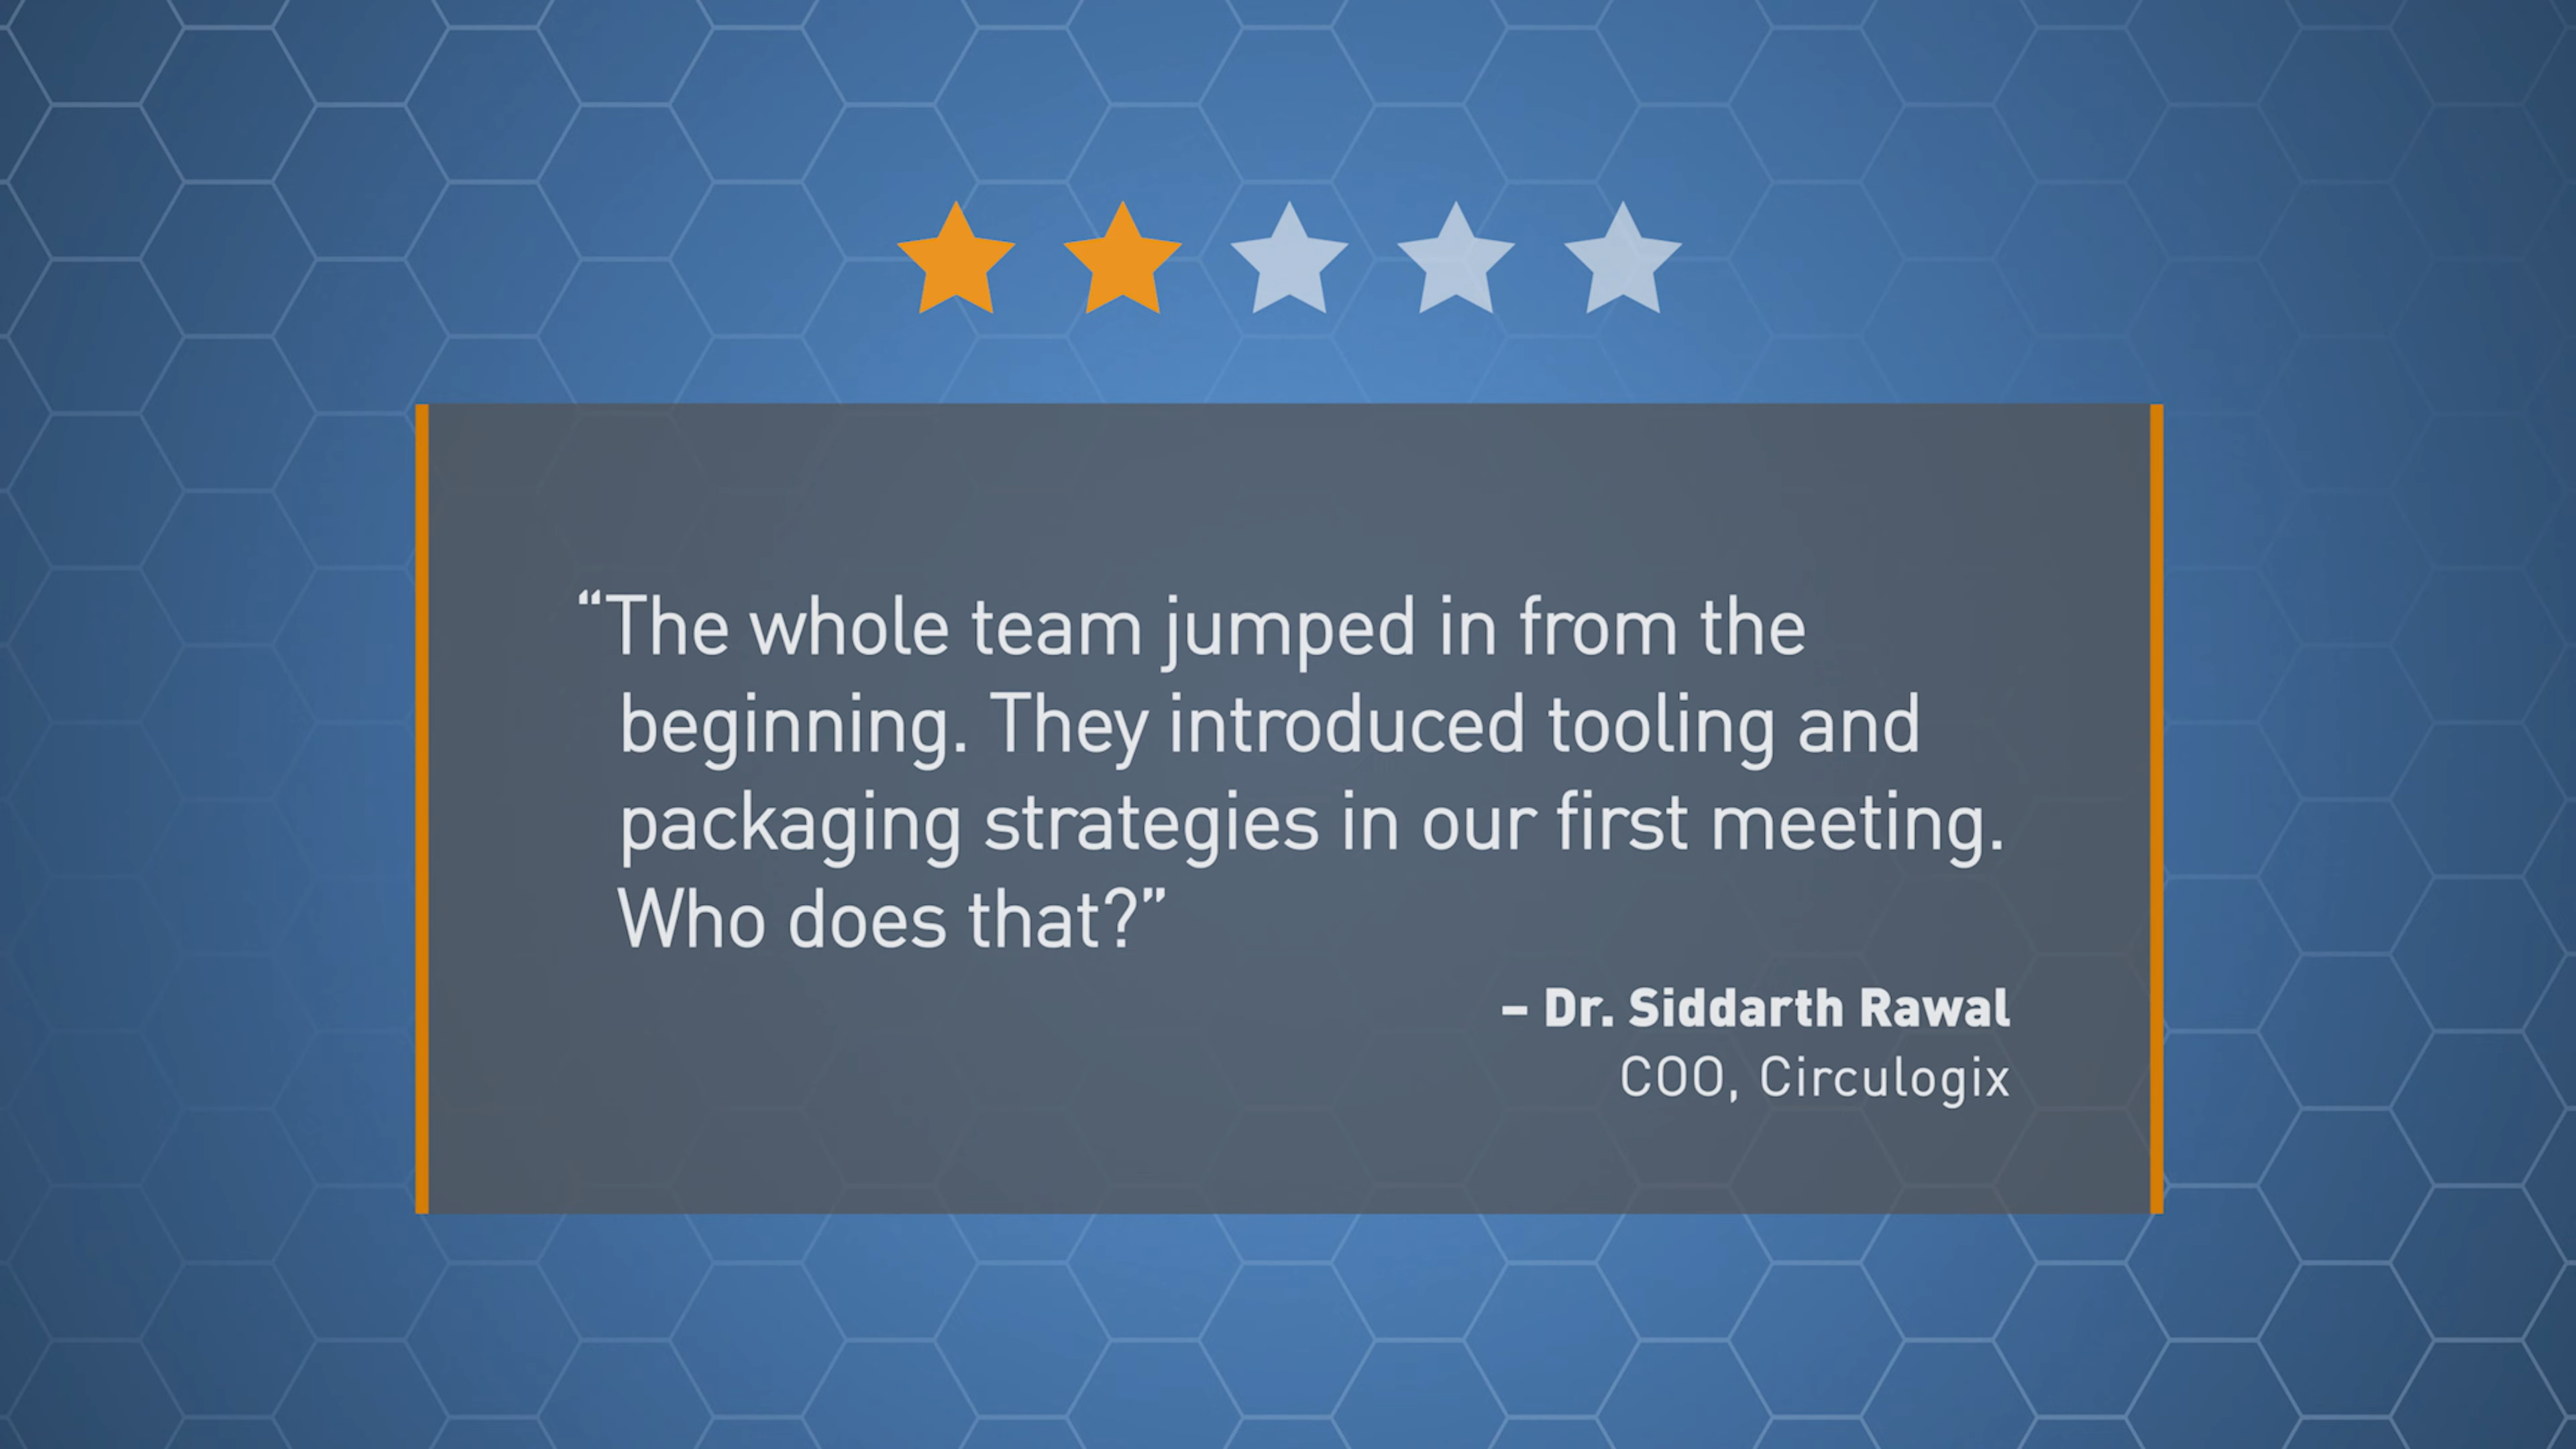 “The whole team jumped in from the
beginning. They introduced tooling and
packaging strategies in our first meeting.
Who does that?”
– Dr. Siddarth Rawal
COO, Circulogix